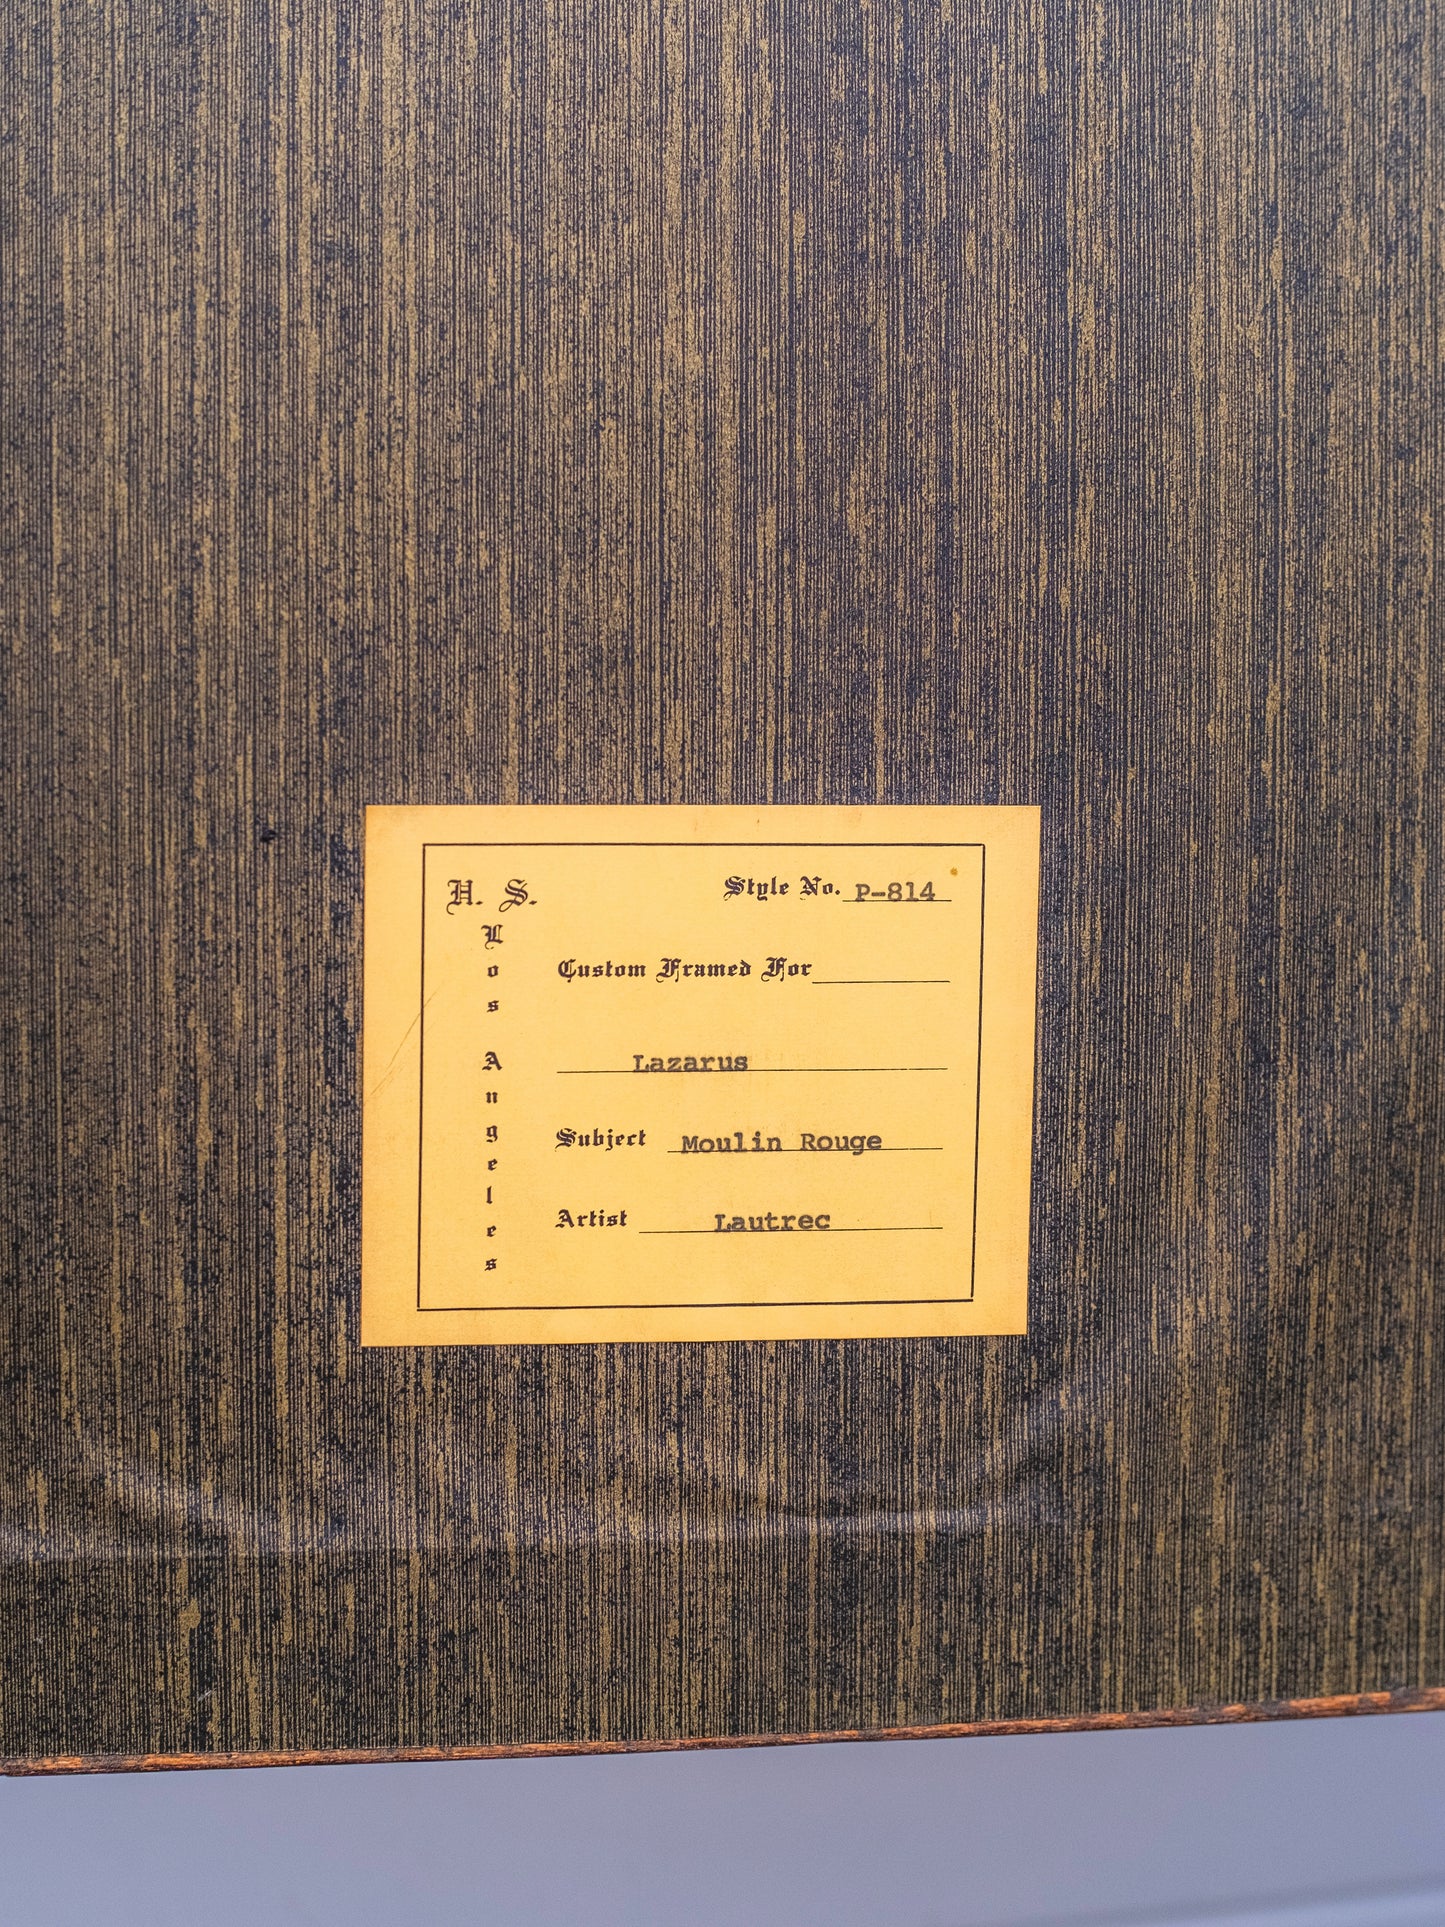 H. S.
Los Angeles
Style No. P-814
Custom Framed For
Lazarus
Subject Moulin Rouge
Artist Lautrec